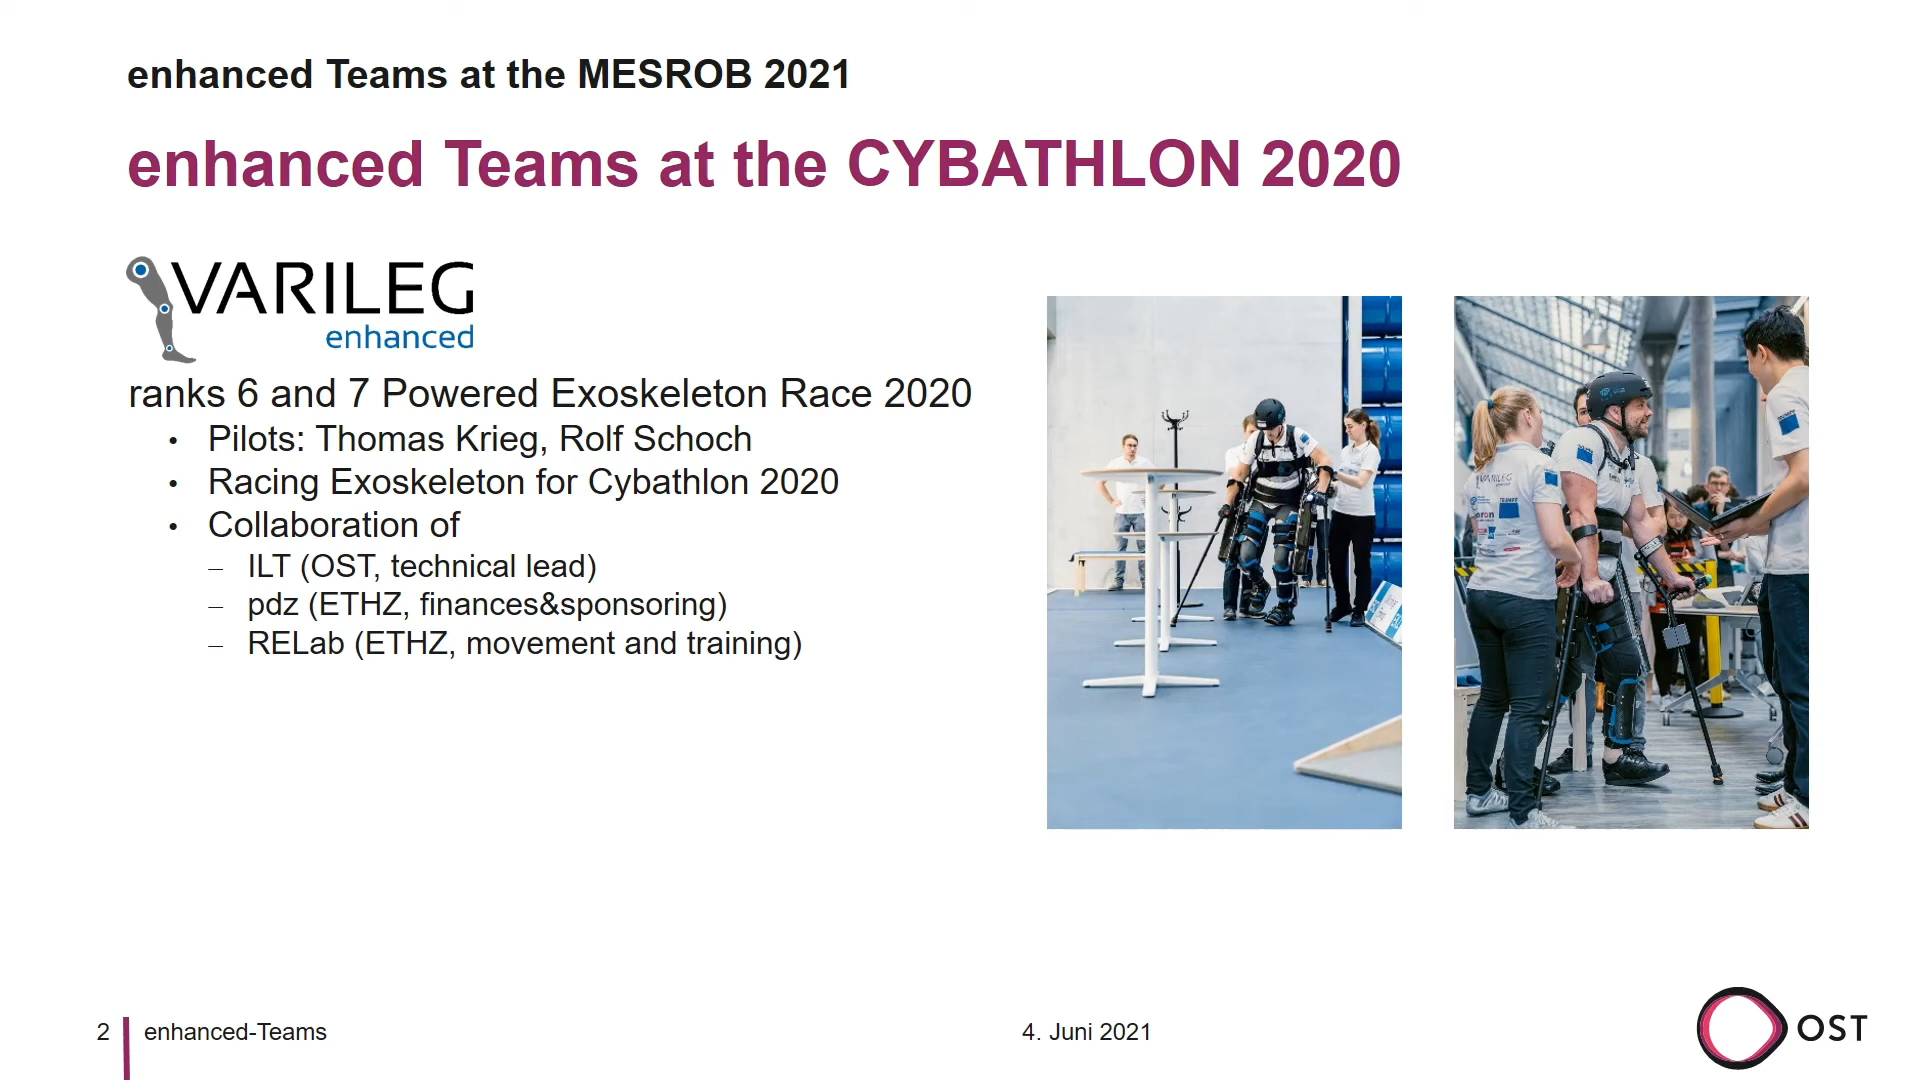 enhanced Teams at the MESROB 2021
enhanced Teams at the CYBATHLON 2020
VARILEG
enhanced
ranks 6 and 7 Powered Exoskeleton Race 2020
• Pilots: Thomas Krieg, Rolf Schoch
• Racing Exoskeleton for Cybathlon 2020
• Collaboration of
– ILT (OST, technical lead)
– pdz (ETHZ, finances&sponsoring)
– RELab (ETHZ, movement and training)
VARILEG
TRUMPF
2
enhanced-Teams
4. Juni 2021
OST